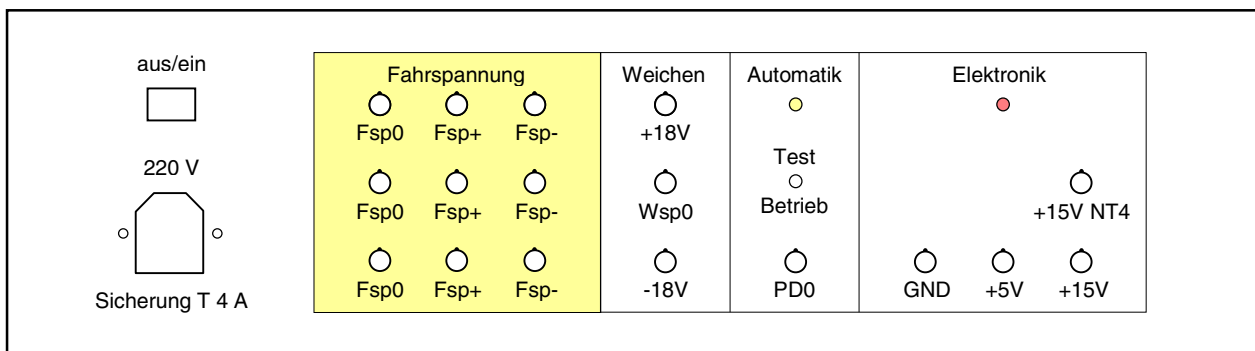 aus/ein
220 V
Sicherung T 4 A
Fahrspannung
Fsp0 Fsp+ Fsp-
Fsp0 Fsp+ Fsp-
Fsp0 Fsp+ Fsp-
Weichen
+18V
Wsp0
-18V
Automatik
Test
Betrieb
PD0
Elektronik
+15V NT4
GND +5V +15V